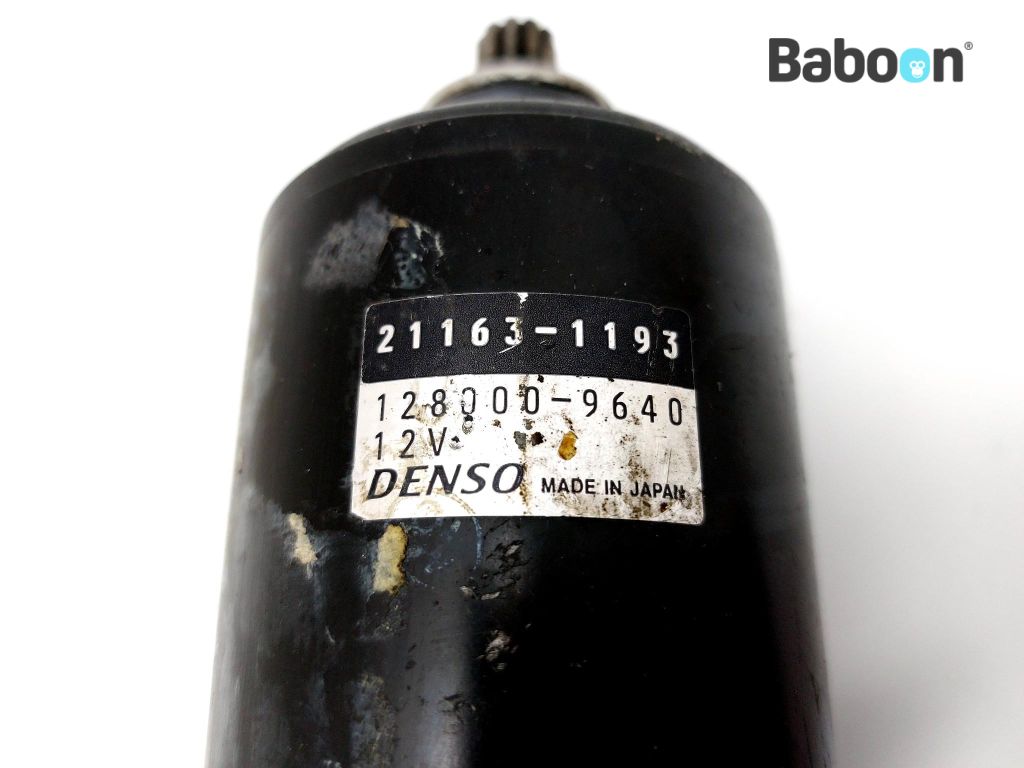 Baboon®
21163-1193
128000-9640
12V
DENSO MADE IN JAPAN